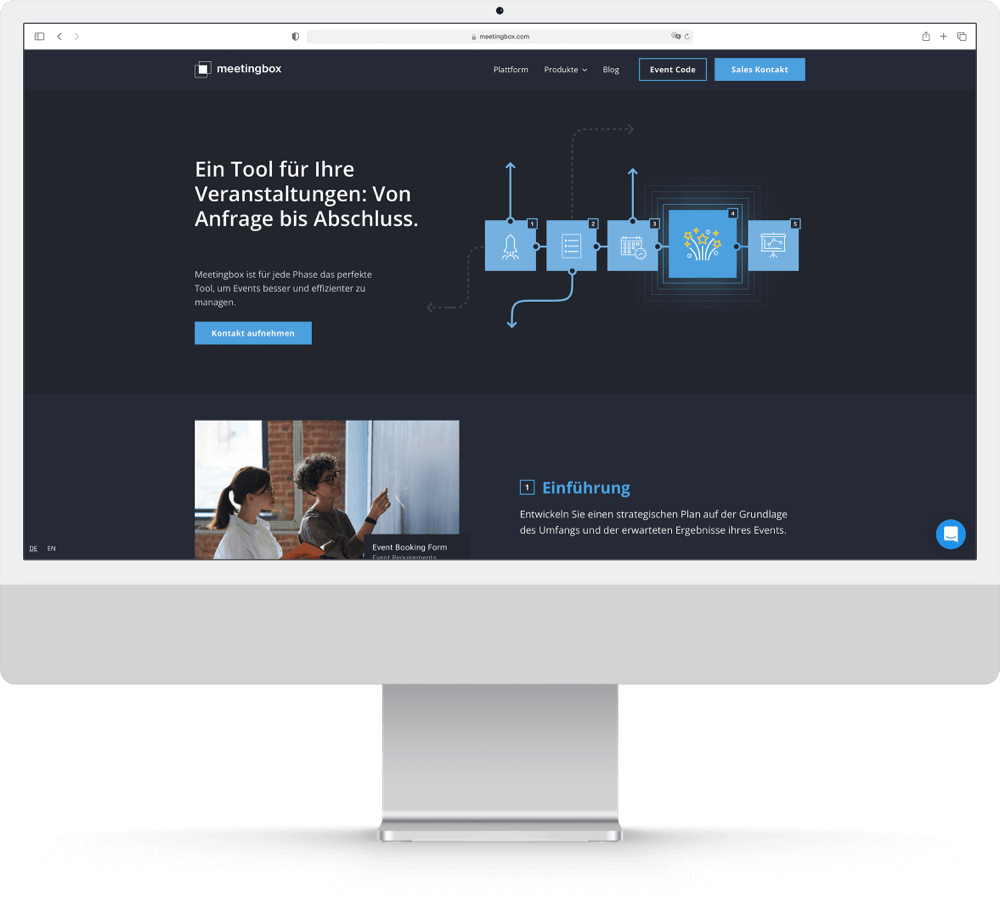 meetingbox.com
meetingbox
Plattform Produkte Blog Event Code Sales Kontakt
Ein Tool für Ihre
Veranstaltungen: Von
Anfrage bis Abschluss.
1 2 3 4 5
Meetingbox ist für jede Phase das perfekte
Tool, um Events besser und effizienter zu
managen.
Kontakt aufnehmen
1 Einführung
Entwickeln Sie einen strategischen Plan auf der Grundlage
des Umfangs und der erwarteten Ergebnisse ihres Events.
Event Booking Form
Event Requirements
DE EN